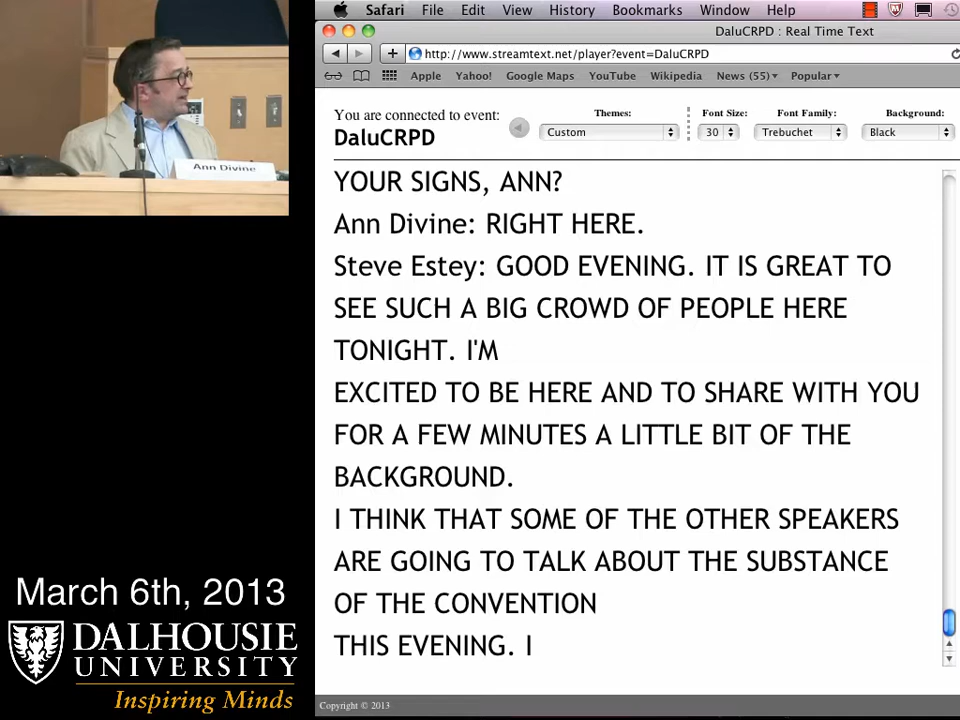 Safari File Edit View History Bookmarks Window Help
DaluCRPD : Real Time Text
http://www.streamtext.net/player?event=DaluCRPD
Apple Yahoo! Google Maps YouTube Wikipedia News (55) Popular
You are connected to event:
DaluCRPD
Themes: Font Size: Font Family: Background:
Custom 30 Trebuchet Black
YOUR SIGNS, ANN?
Ann Divine: RIGHT HERE.
Steve Estey: GOOD EVENING. IT IS GREAT TO
SEE SUCH A BIG CROWD OF PEOPLE HERE
TONIGHT. I'M
EXCITED TO BE HERE AND TO SHARE WITH YOU
FOR A FEW MINUTES A LITTLE BIT OF THE
BACKGROUND.
I THINK THAT SOME OF THE OTHER SPEAKERS
ARE GOING TO TALK ABOUT THE SUBSTANCE
OF THE CONVENTION
THIS EVENING. I
Copyright © 2013
Ann Divine
March 6th, 2013
DALHOUSIE
UNIVERSITY
Inspiring Minds